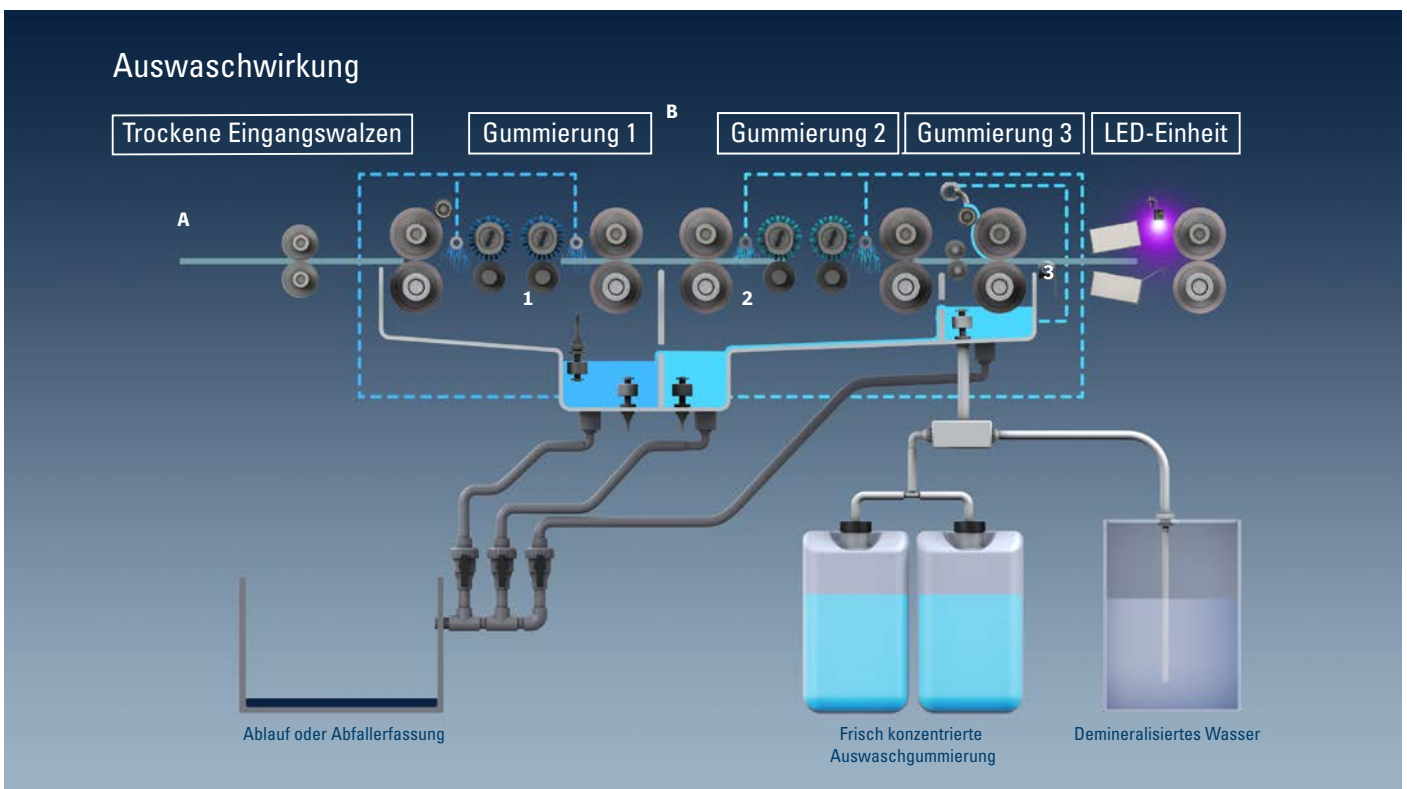 Auswaschwirkung
Trockene Eingangswalzen
Gummierung 1
B
Gummierung 2
Gummierung 3
LED-Einheit
A
1
2
3
Ablauf oder Abfallerfassung
Frisch konzentrierte
Auswaschgummierung
Demineralisiertes Wasser